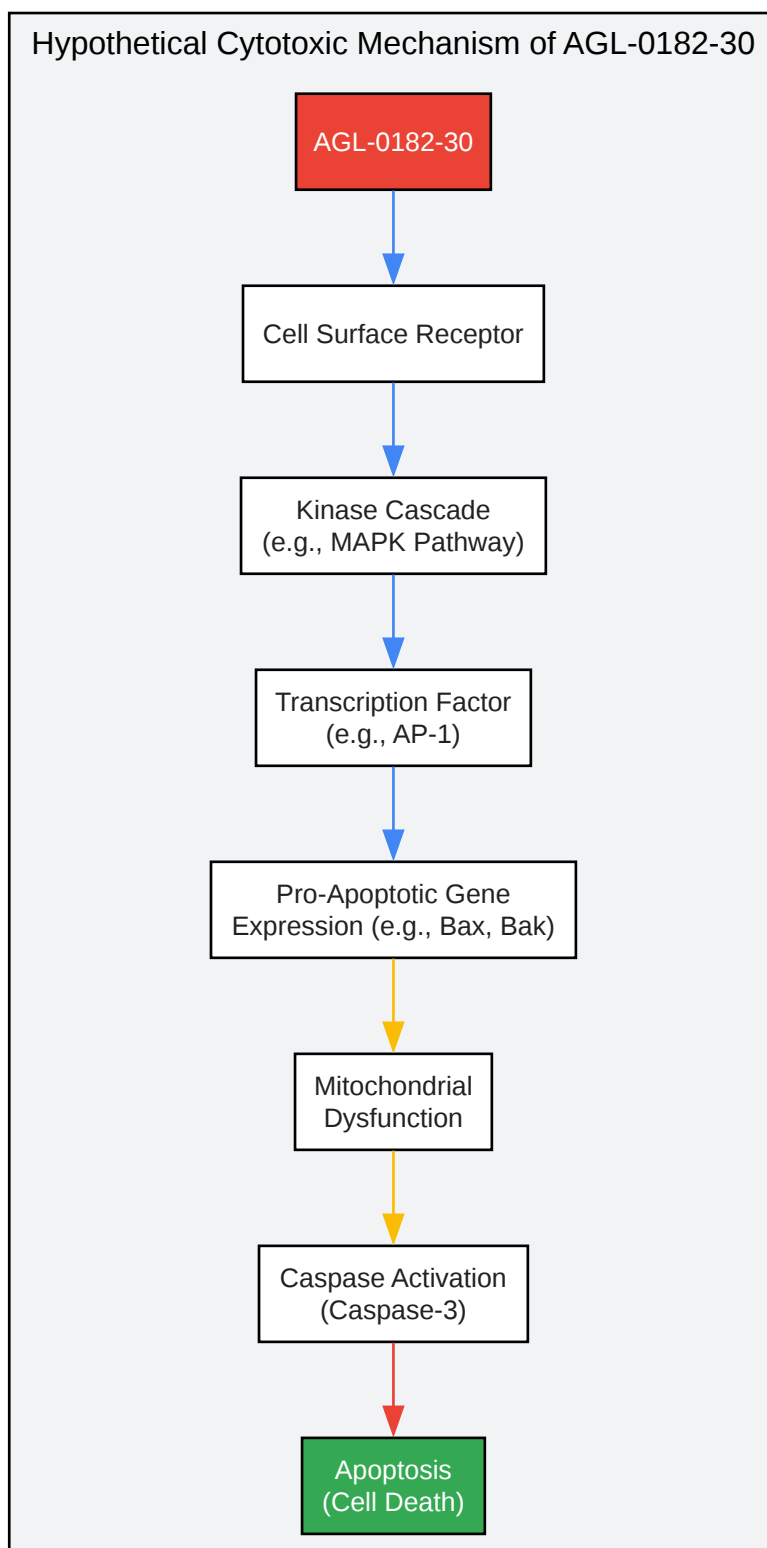 Hypothetical Cytotoxic Mechanism of AGL-0182-30
AGL-0182-30
Cell Surface Receptor
Kinase Cascade
(e.g., MAPK Pathway)
Transcription Factor
(e.g., AP-1)
Pro-Apoptotic Gene
Expression (e.g., Bax, Bak)
Mitochondrial
Dysfunction
Caspase Activation
(Caspase-3)
Apoptosis
(Cell Death)